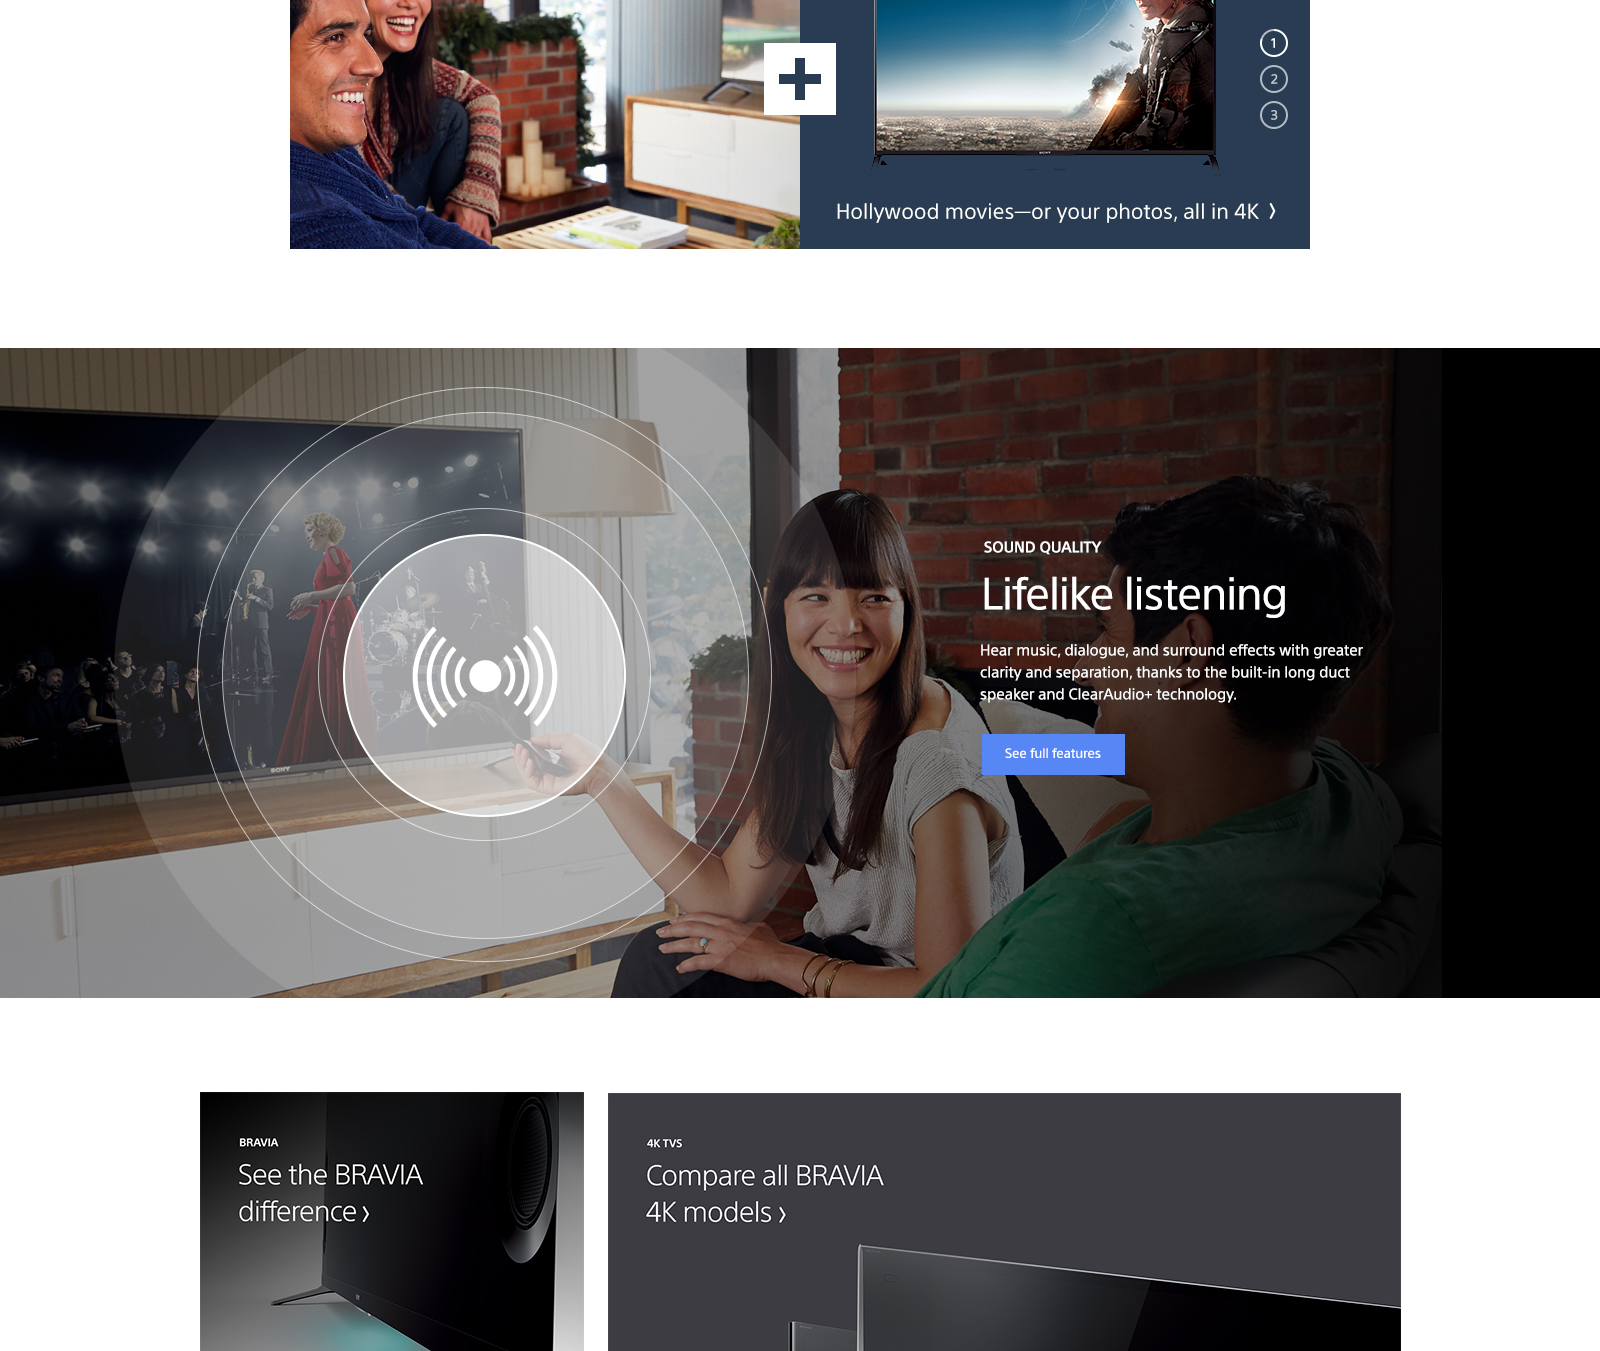 1
2
3
SONY
Hollywood movies—or your photos, all in 4K ❯
SONY
SOUND QUALITY
Lifelike listening
Hear music, dialogue, and surround effects with greater
clarity and separation, thanks to the built-in long duct
speaker and ClearAudio+ technology.
See full features
BRAVIA
See the BRAVIA
difference ❯
4K TVS
Compare all BRAVIA
4K models ❯